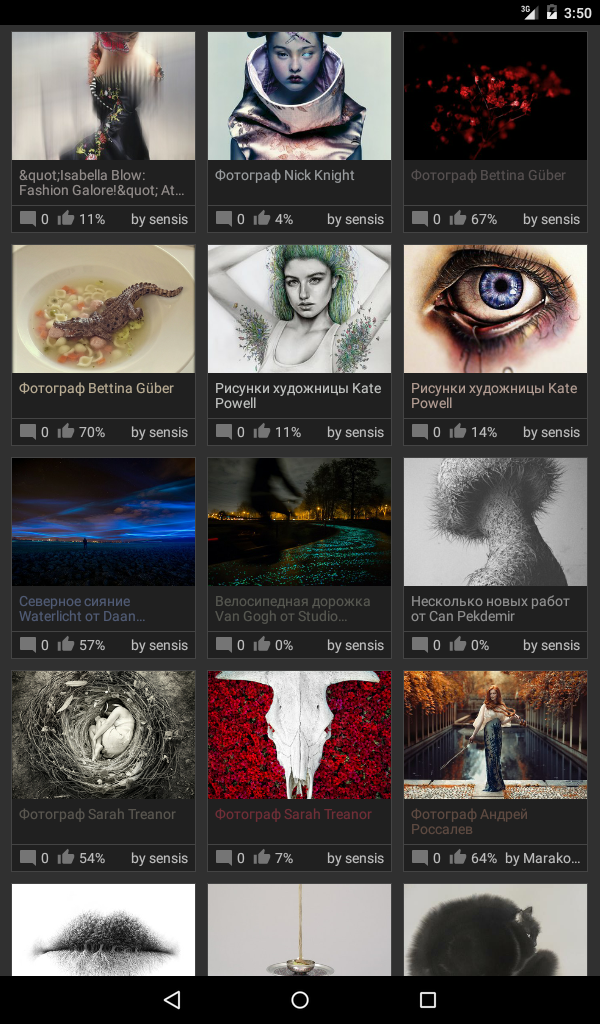 3G 3:50
&quot;Isabella Blow:
Fashion Galore!&quot; At…
0 11% by sensis
Фотограф Nick Knight
0 4% by sensis
Фотограф Bettina Güber
0 67% by sensis
Фотограф Bettina Güber
0 70% by sensis
Рисунки художницы Kate
Powell
0 11% by sensis
Рисунки художницы Kate
Powell
0 14% by sensis
Северное сияние
Waterlicht от Daan…
0 57% by sensis
Велосипедная дорожка
Van Gogh от Studio…
0 0% by sensis
Несколько новых работ
от Can Pekdemir
0 0% by sensis
Фотограф Sarah Treanor
0 54% by sensis
Фотограф Sarah Treanor
0 7% by sensis
Фотограф Андрей
Россалев
0 64% by Marako…